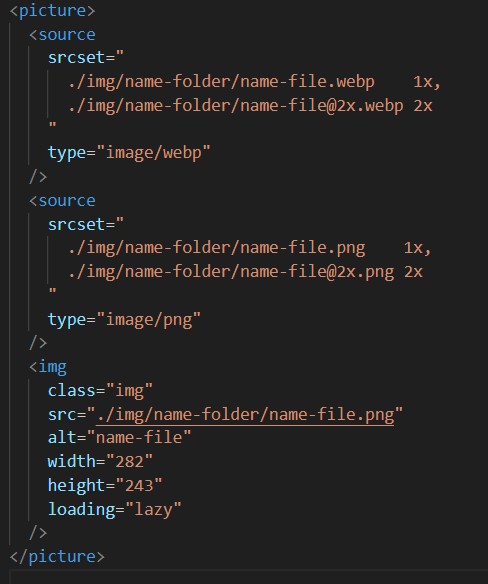 <picture>
<source
srcset="
./img/name-folder/name-file.webp    1x,
./img/name-folder/name-file@2x.webp 2x
"
type="image/webp"
/>
<source
srcset="
./img/name-folder/name-file.png    1x,
./img/name-folder/name-file@2x.png 2x
"
type="image/png"
/>
<img
class="img"
src="./img/name-folder/name-file.png"
alt="name-file"
width="282"
height="243"
loading="lazy"
/>
</picture>